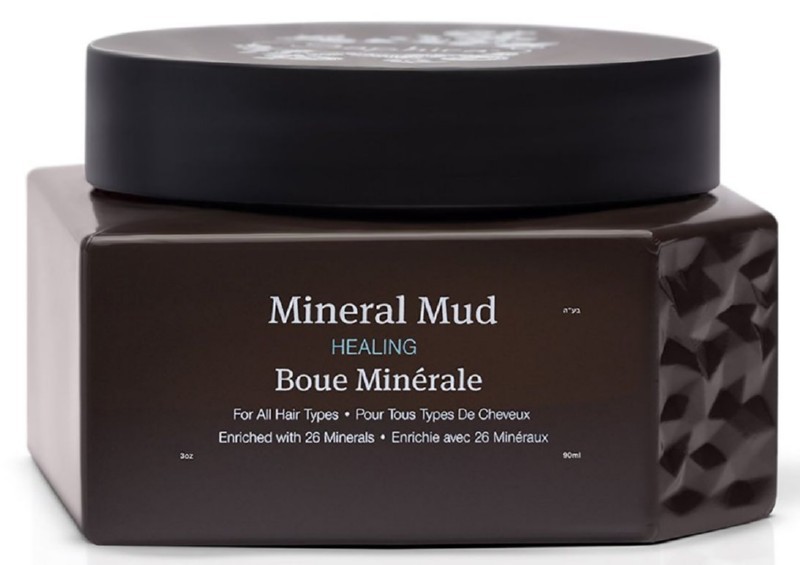 Mineral Mud
בע"ה
HEALING
Boue Minérale
For All Hair Types • Pour Tous Types De Cheveux
Enriched with 26 Minerals • Enrichie avec 26 Minéraux
3oz 90ml